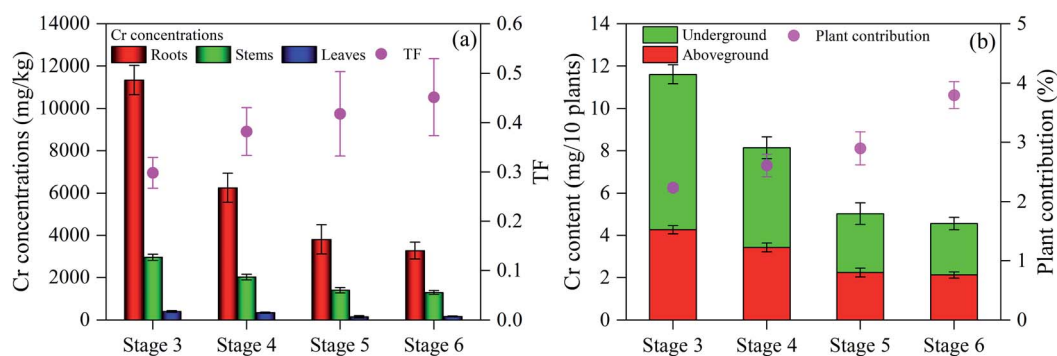 Cr concentrations (mg/kg)
14000
12000
10000
8000
6000
4000
2000
0
Cr concentrations
(a)
Roots Stems Leaves TF
0.6
0.5
0.4
0.3
0.2
0.1
0.0
TF
Stage 3 Stage 4 Stage 5 Stage 6
Cr content (mg/10 plants)
14
12
10
8
6
4
2
0
Underground Plant contribution
Aboveground
(b)
5
4
3
2
1
0
Plant contribution (%)
Stage 3 Stage 4 Stage 5 Stage 6